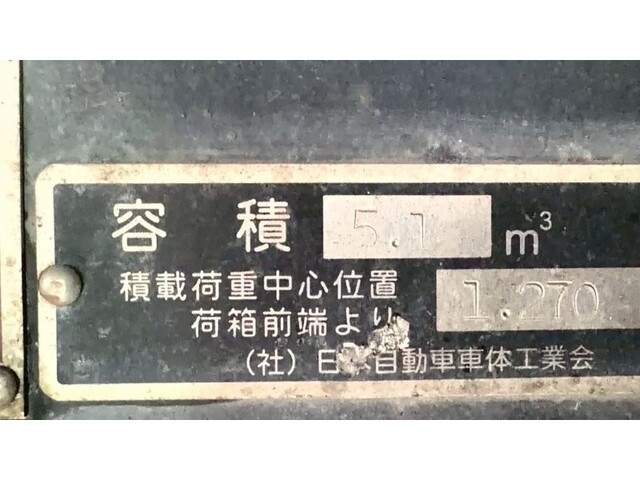 容積 5.1 m³
積載荷重中心位置
荷箱前端より 1.270
(社)日 自動車車体工業会